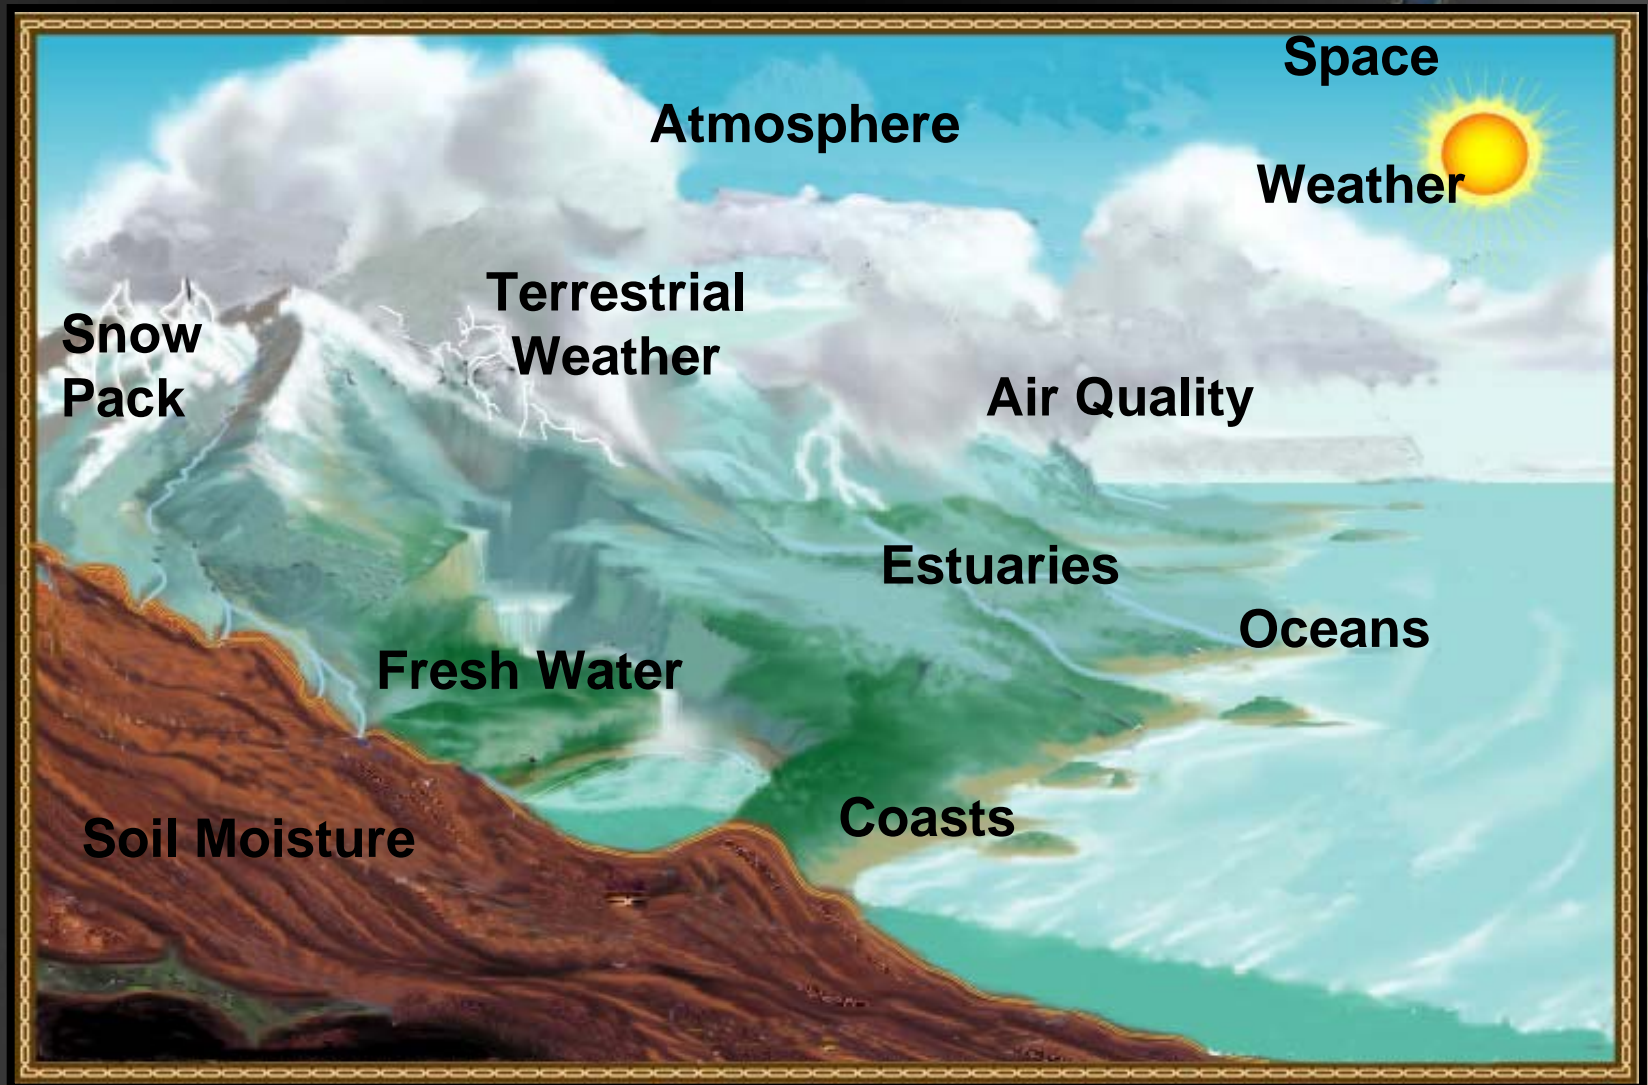 Space
Atmosphere
Weather
Terrestrial
Weather
Snow
Pack
Air Quality
Estuaries
Oceans
Fresh Water
Coasts
Soil Moisture